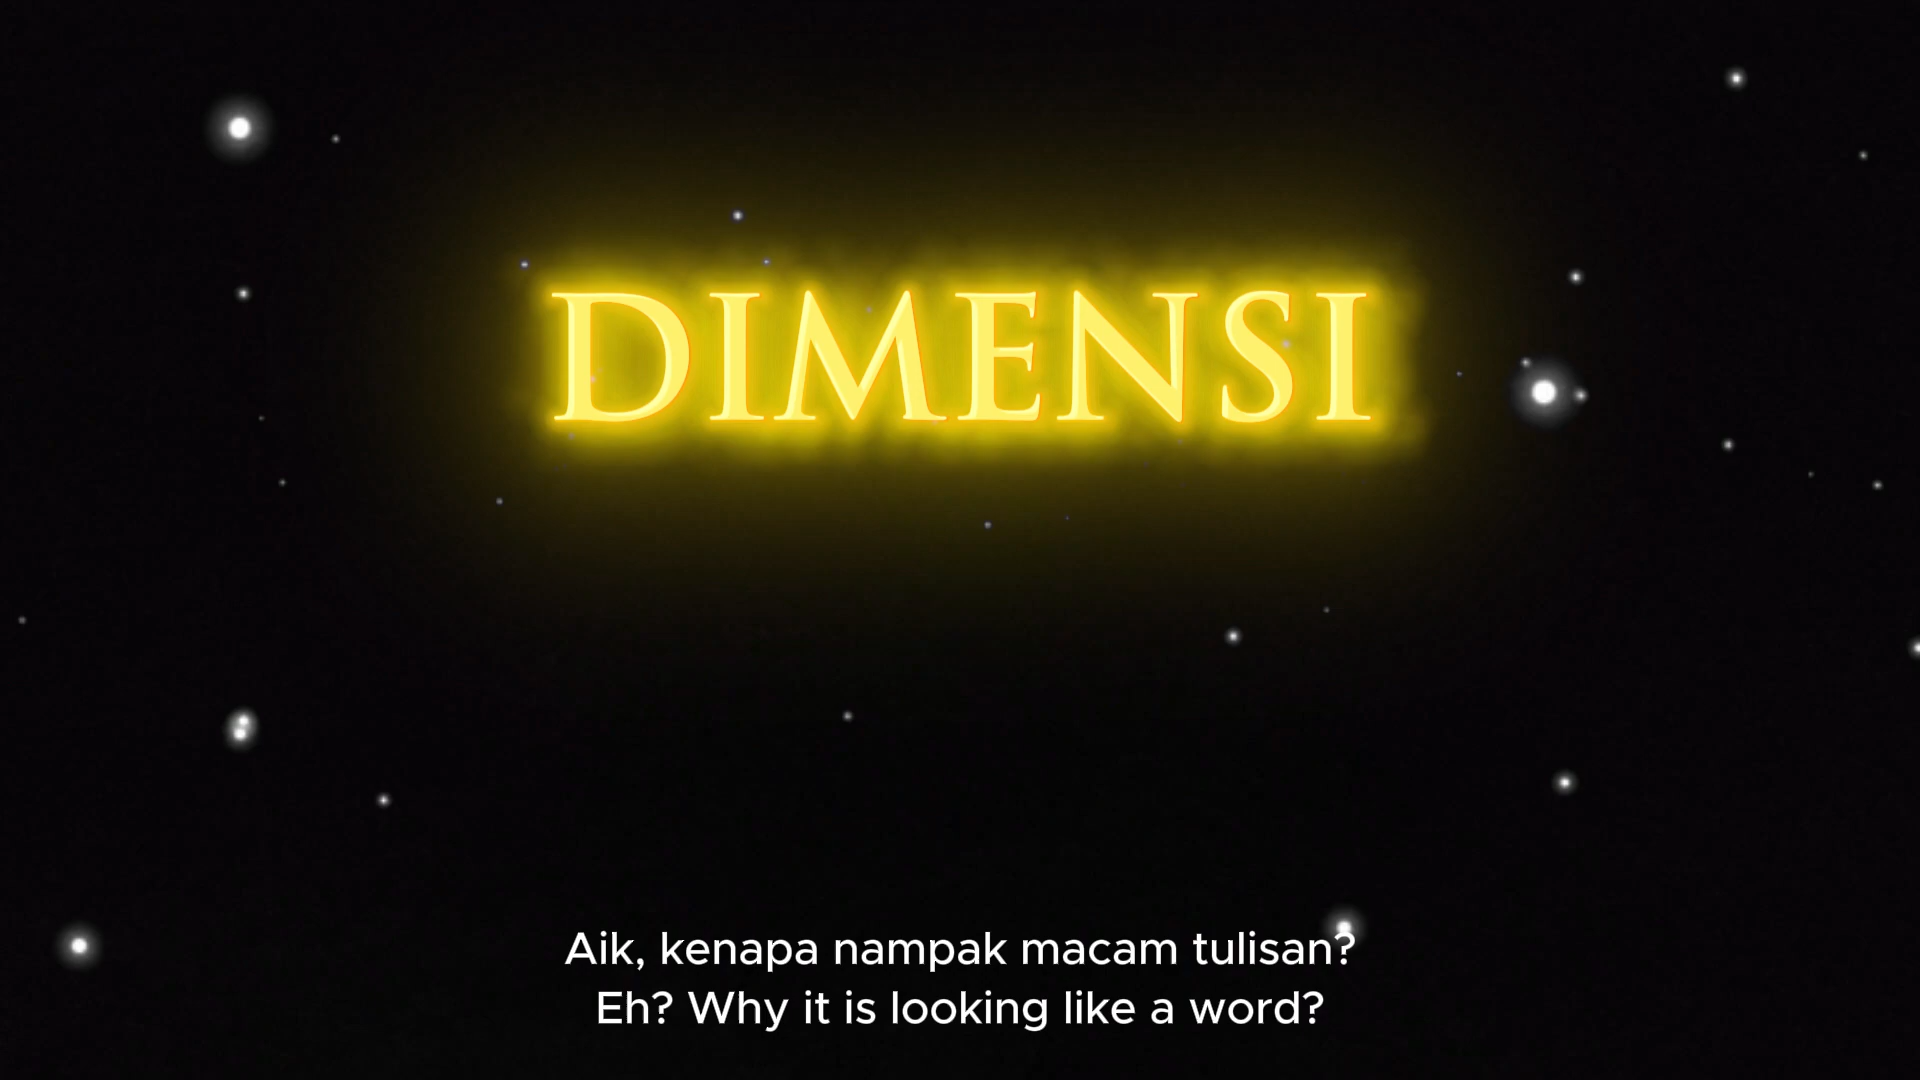 DIMENSI
Aik, kenapa nampak macam tulisan?
Eh? Why it is looking like a word?